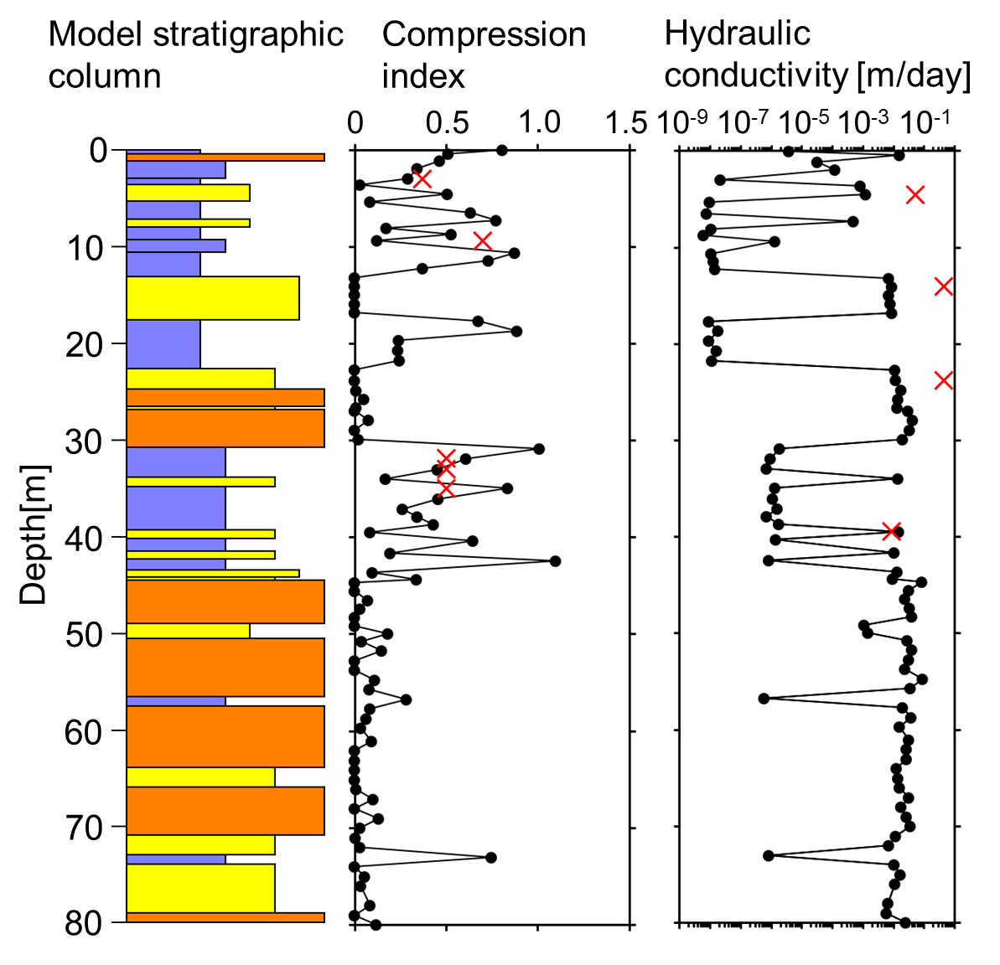 Model stratigraphic
column
Compression
index
Hydraulic
conductivity [m/day]
0 0.5 1.0 1.5
10-9 10-7 10-5 10-3 10-1
Depth[m]
0
10
20
30
40
50
60
70
80